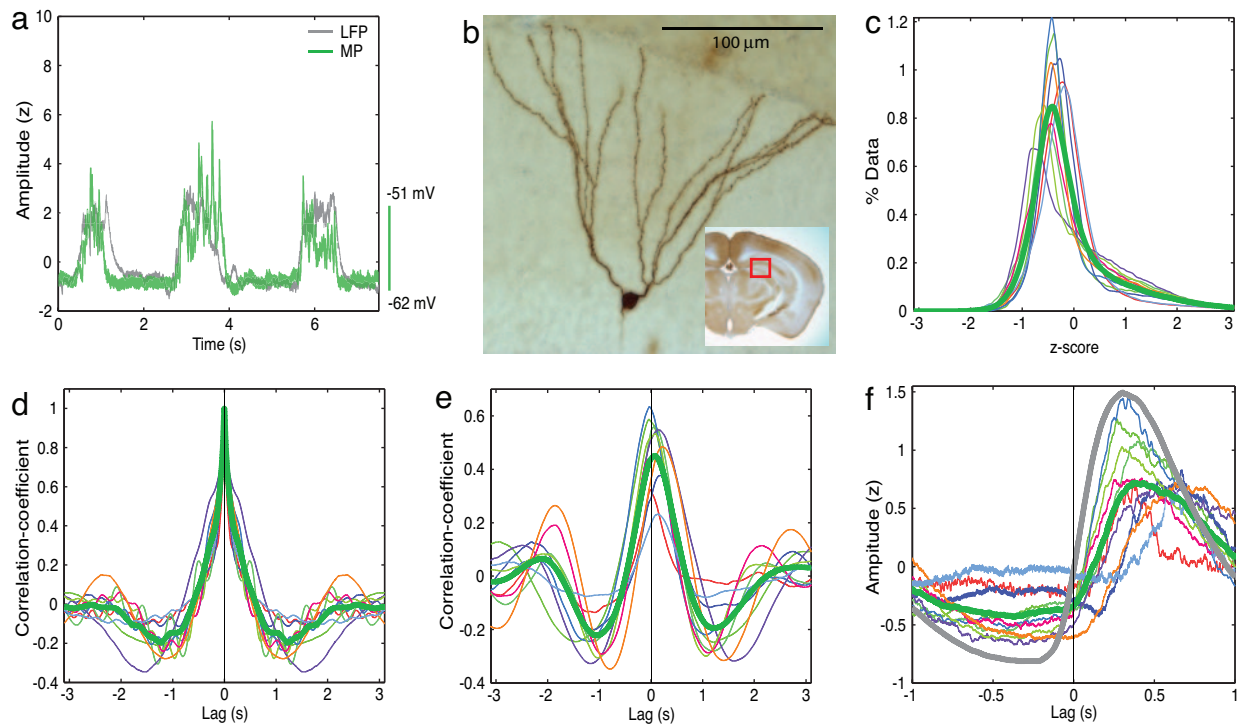 a
LFP
MP
10
8
6
4
2
0
-2
Amplitude (z)
0 2 4 6
Time (s)
-51 mV
-62 mV
b
100 µm
c
1.2
1
0.8
0.6
0.4
0.2
0
% Data
-3 -2 -1 0 1 2 3
z-score
d
1
0.8
0.6
0.4
0.2
0
-0.2
-0.4
Correlation-coefficient
-3 -2 -1 0 1 2 3
Lag (s)
e
0.6
0.4
0.2
0
-0.2
-0.4
Correlation-coefficient
-3 -2 -1 0 1 2 3
Lag (s)
f
1.5
1
0.5
0
-0.5
-1
Ampitude (z)
-1 -0.5 0 0.5 1
Lag (s)